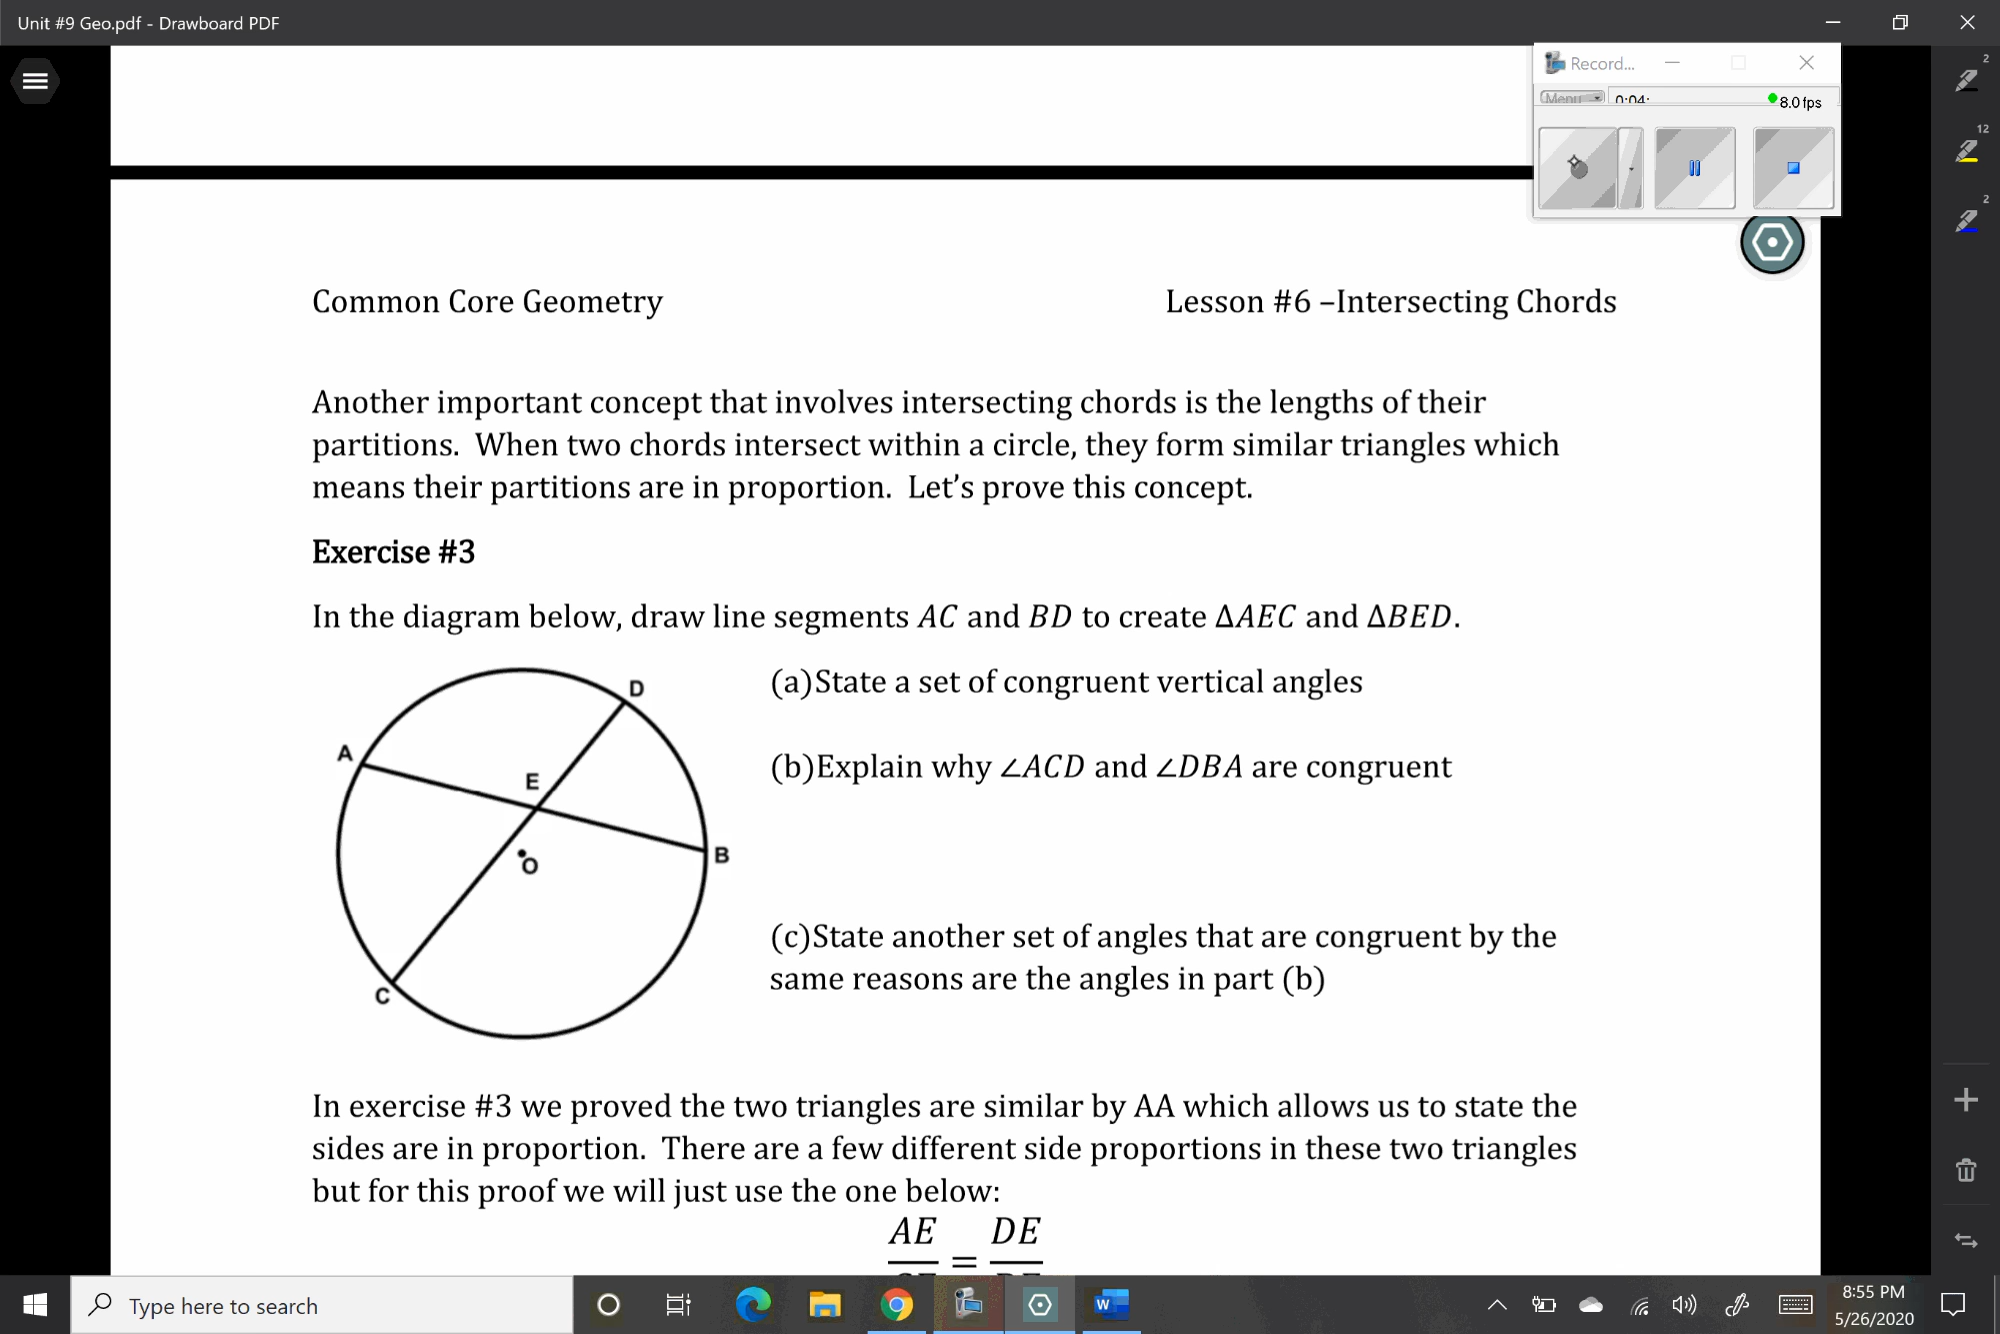 Unit #9 Geo.pdf - Drawboard PDF
Record...
Menu
0:04:
8.0 fps
2
12
2
Common Core Geometry
Lesson #6 –Intersecting Chords
Another important concept that involves intersecting chords is the lengths of their
partitions.  When two chords intersect within a circle, they form similar triangles which
means their partitions are in proportion.  Let's prove this concept.
Exercise #3
In the diagram below, draw line segments AC and BD to create ΔAEC and ΔBED.
(a)State a set of congruent vertical angles
(b)Explain why ∠ACD and ∠DBA are congruent
(c)State another set of angles that are congruent by the
same reasons are the angles in part (b)
D
A
E
B
O
C
In exercise #3 we proved the two triangles are similar by AA which allows us to state the
sides are in proportion.  There are a few different side proportions in these two triangles
but for this proof we will just use the one below:
AE = DE
Type here to search
W
8:55 PM
5/26/2020